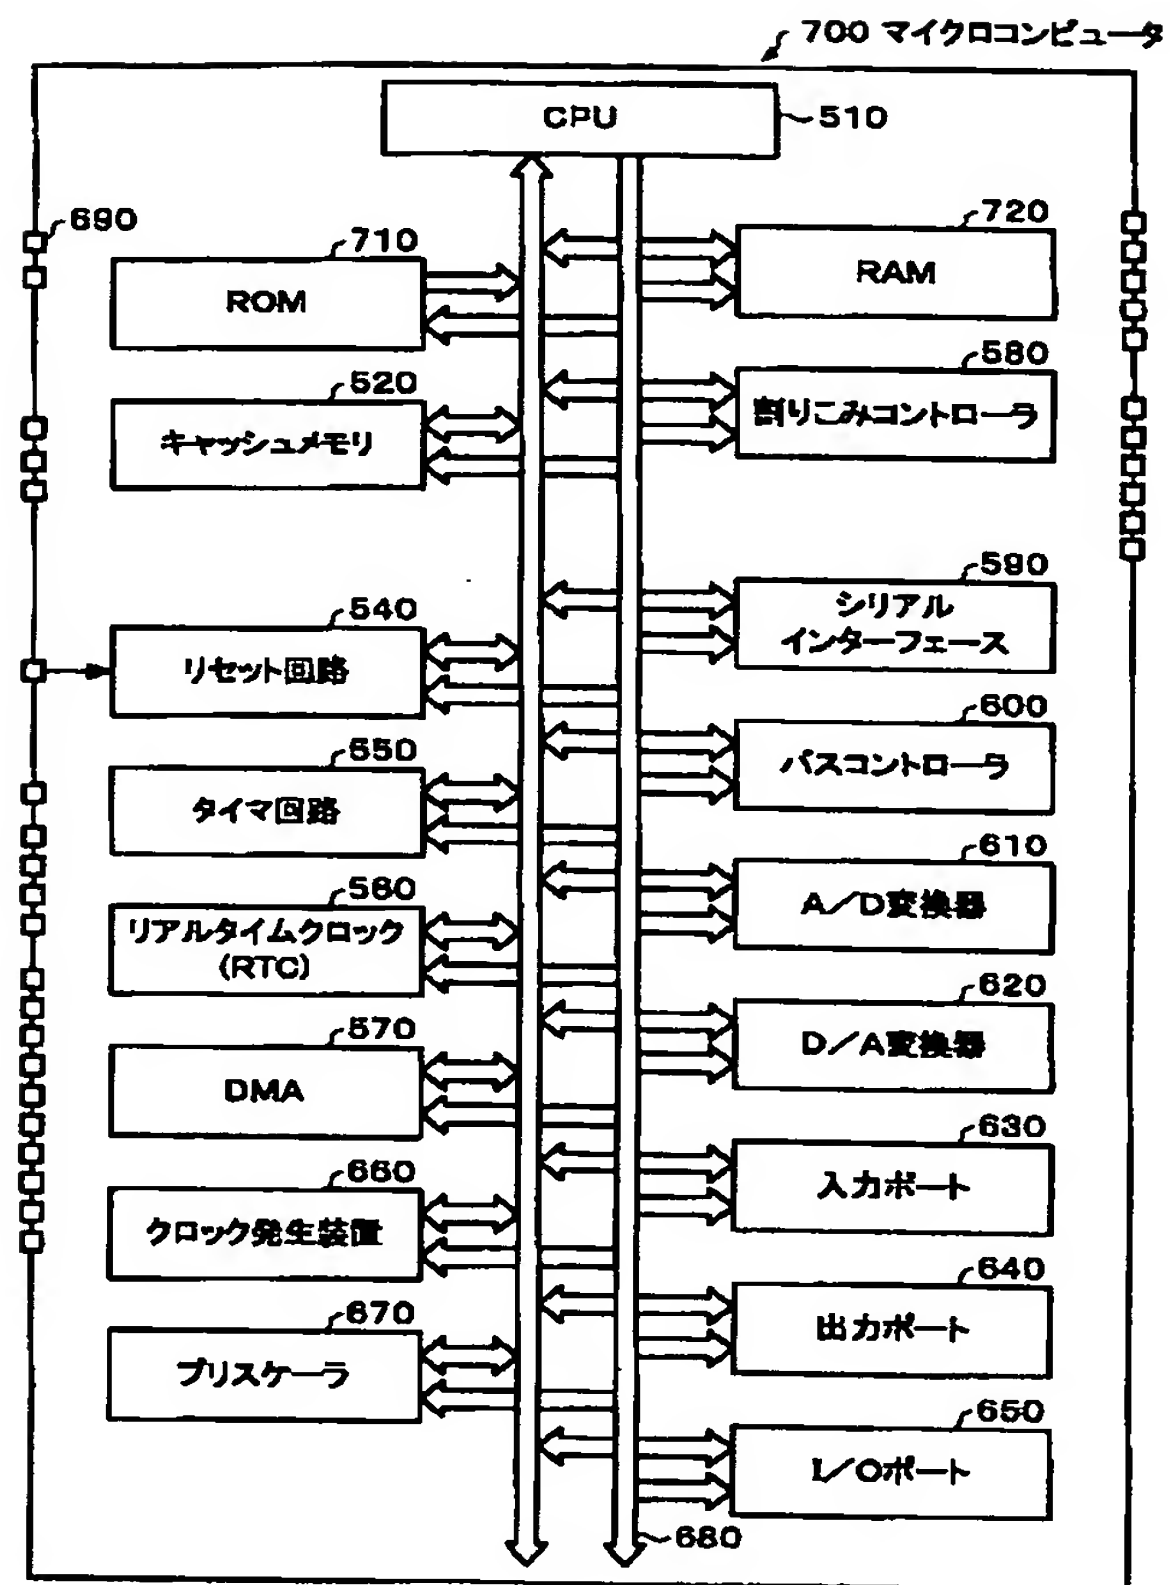 700 マイクロコンピュータ
CPU
510
690
710
ROM
720
RAM
520
キャッシュメモリ
580
割りこみコントローラ
540
リセット回路
590
シリアル
インターフェース
550
タイマ回路
600
バスコントローラ
560
リアルタイムクロック
(RTC)
610
A/D変換器
570
DMA
620
D/A変換器
660
クロック発生装置
630
入力ポート
670
プリスケーラ
640
出力ポート
650
I/Oポート
680